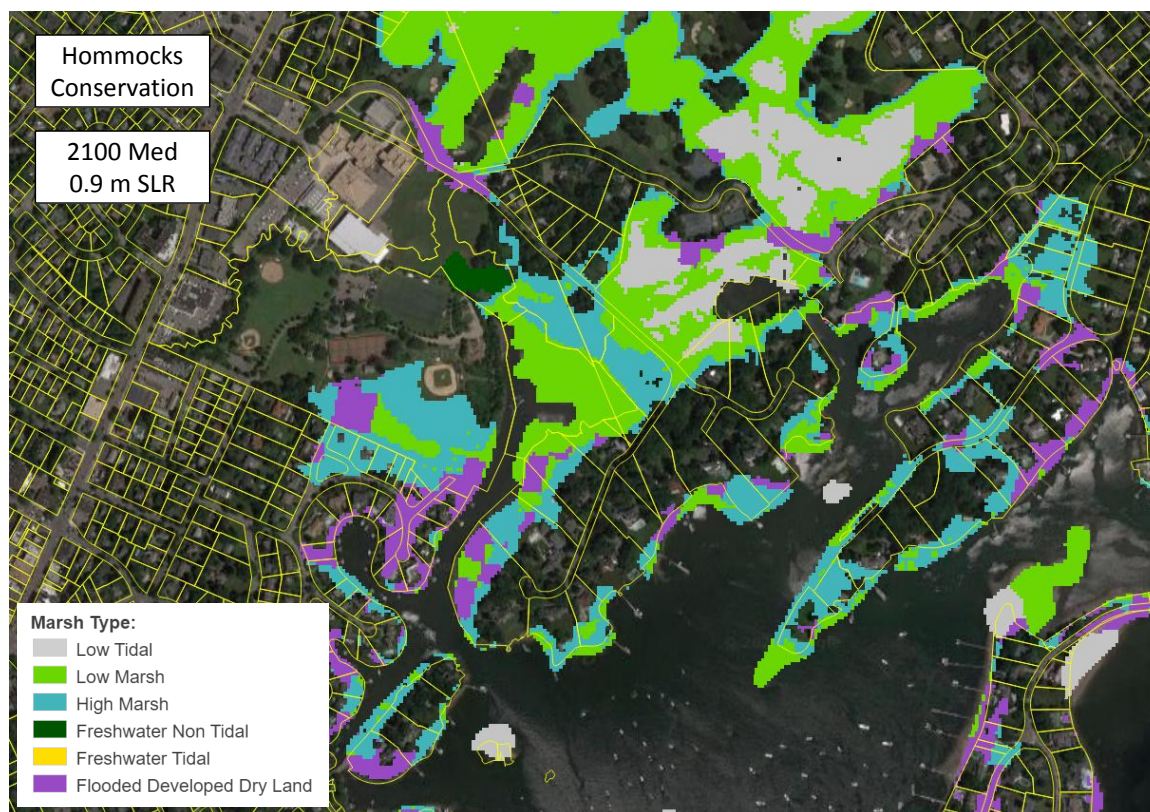 Hommocks
Conservation
2100 Med
0.9 m SLR
Marsh Type:
Low Tidal
Low Marsh
High Marsh
Freshwater Non Tidal
Freshwater Tidal
Flooded Developed Dry Land